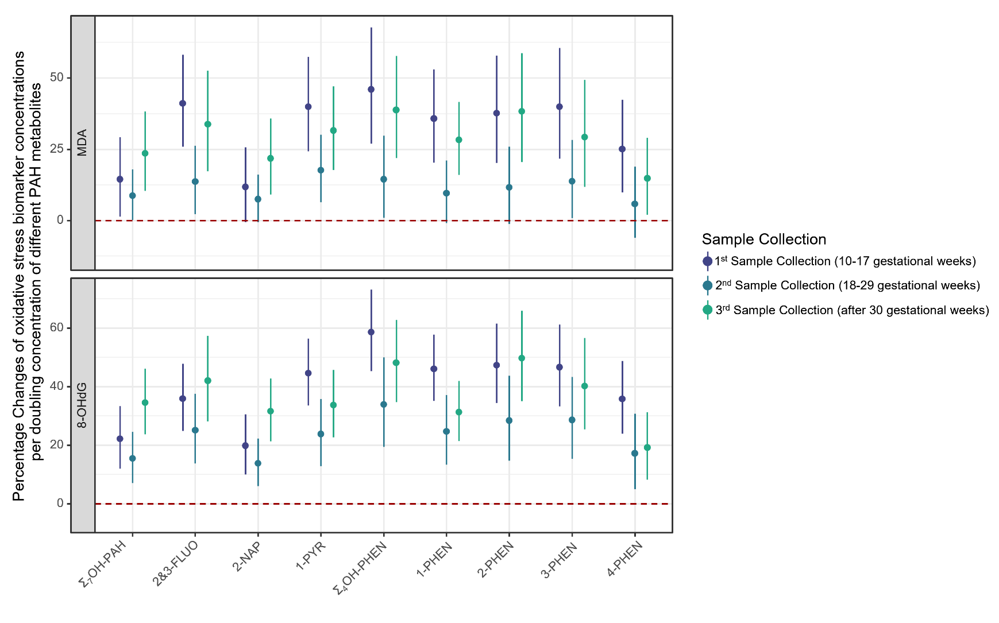 Percentage Changes of oxidative stress biomarker concentrations
per doubling concentration of different PAH metabolites
MDA
50
25
0
8-OHdG
60
40
20
0
Σ₇OH-PAH
2&3-FLUO
2-NAP
1-PYR
Σ₄OH-PHEN
1-PHEN
2-PHEN
3-PHEN
4-PHEN
Sample Collection
1ˢᵗ Sample Collection (10-17 gestational weeks)
2ⁿᵈ Sample Collection (18-29 gestational weeks)
3ʳᵈ Sample Collection (after 30 gestational weeks)